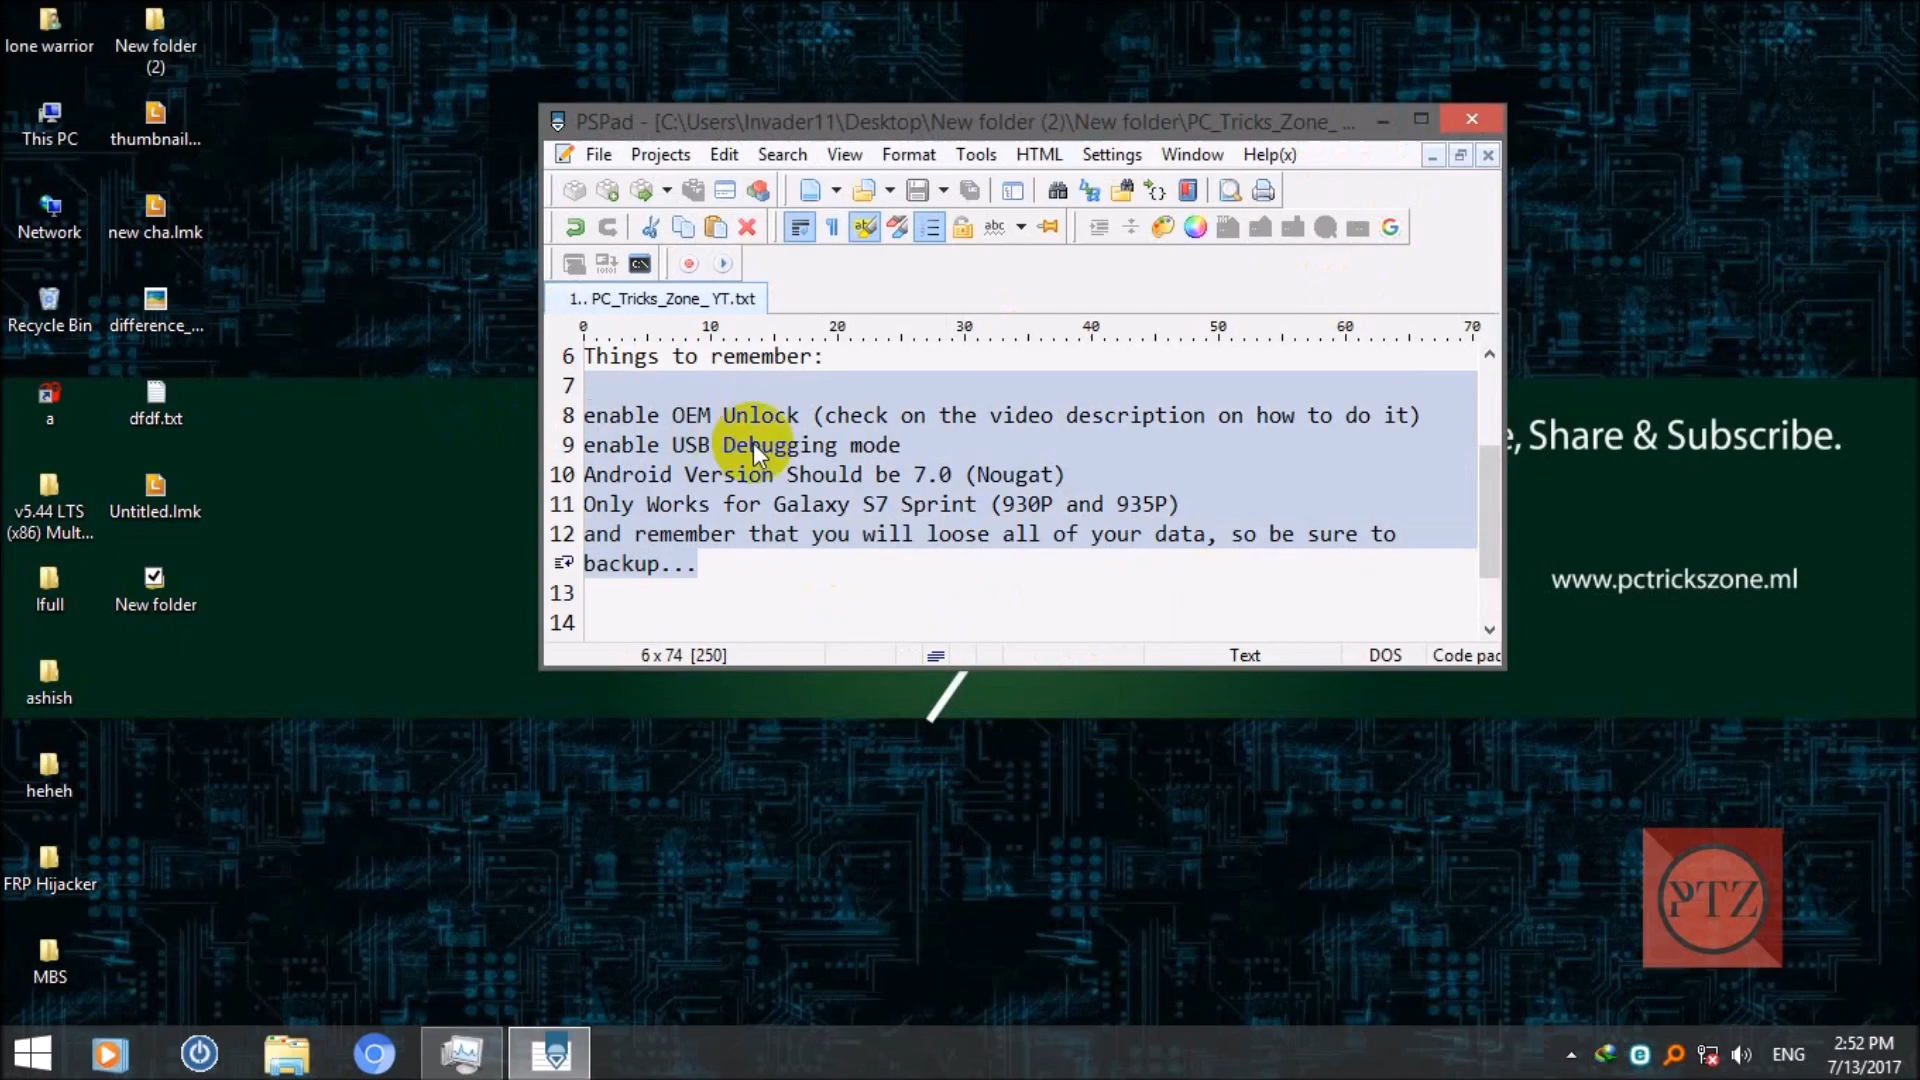 lone warrior
New folder
(2)
This PC
thumbnail...
Network
new cha.lmk
Recycle Bin
difference_...
a
dfdf.txt
v5.44 LTS
(x86) Mult...
Untitled.lmk
lfull
New folder
ashish
heheh
FRP Hijacker
MBS
PSPad - [C:\Users\Invader11\Desktop\New folder (2)\New folder\PC_Tricks_Zone_ ...
File Projects Edit Search View Format Tools HTML Settings Window Help(x)
abc
C:\
1.. PC_Tricks_Zone_ YT.txt
0 10 20 30 40 50 60 70
6 Things to remember:
7
8 enable OEM Unlock (check on the video description on how to do it)
9 enable USB Debugging mode
10 Android Version Should be 7.0 (Nougat)
11 Only Works for Galaxy S7 Sprint (930P and 935P)
12 and remember that you will loose all of your data, so be sure to
backup...
13
14
6 x 74 [250] Text DOS Code pac
e, Share & Subscribe.
www.pctrickszone.ml
PTZ
ENG
2:52 PM
7/13/2017